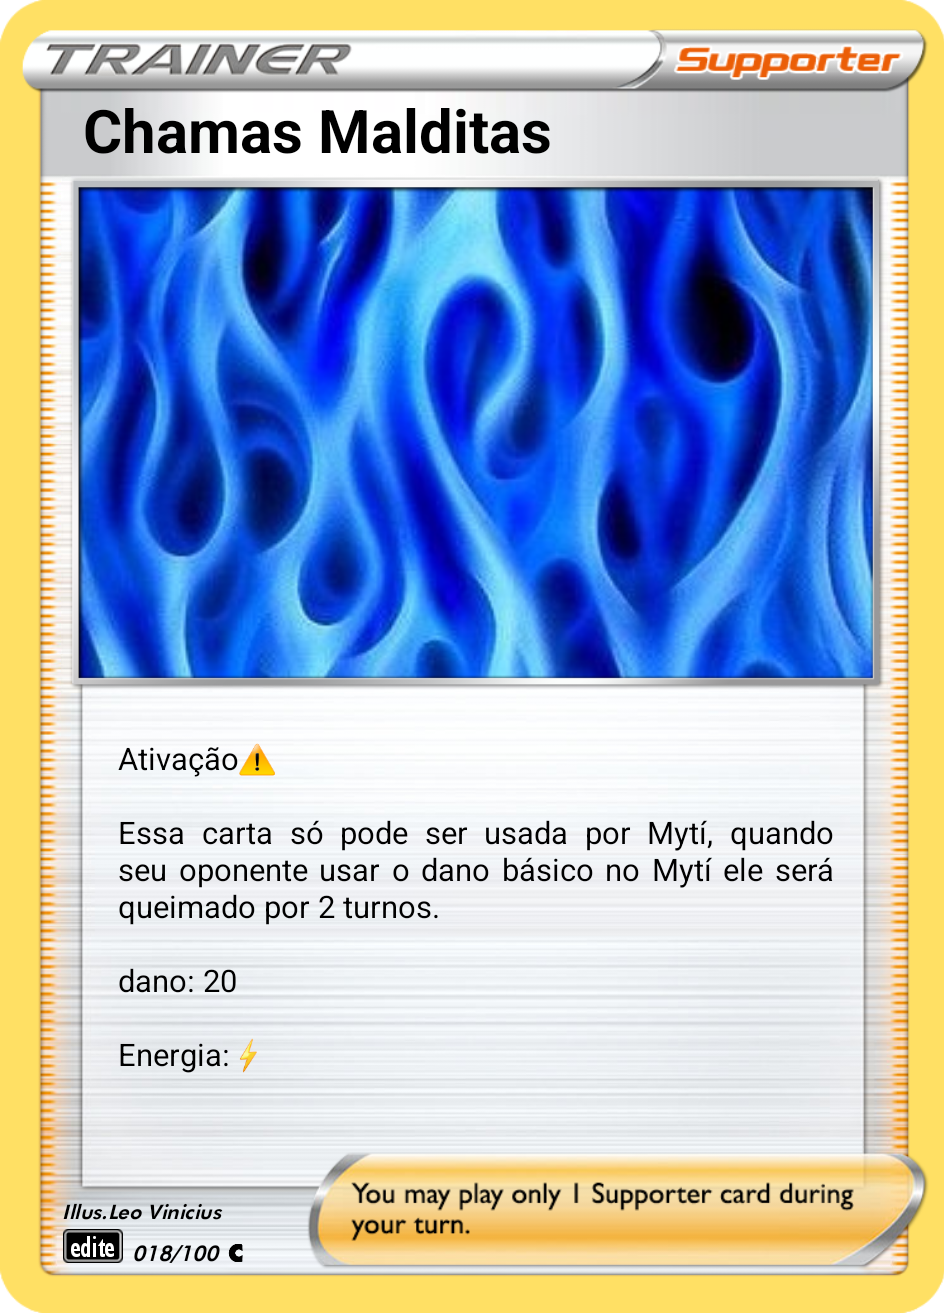 TRAINER
Supporter
Chamas Malditas
Ativação⚠️
Essa carta só pode ser usada por Mytí, quando
seu oponente usar o dano básico no Mytí ele será
queimado por 2 turnos.
dano: 20
Energia: ⚡
You may play only 1 Supporter card during
your turn.
Illus.Leo Vinicius
edite 018/100 C